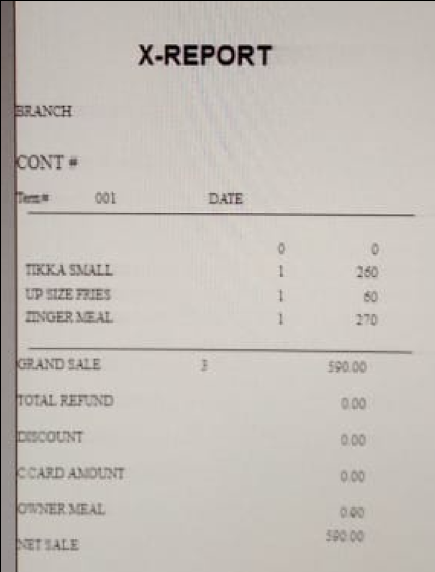 X-REPORT
BRANCH
CONT #
Term# 001 DATE
0 0
TIKKA SMALL 1 260
UP SIZE FRIES 1 60
ZINGER MEAL 1 270
GRAND SALE 3 590.00
TOTAL REFUND 0.00
DISCOUNT 0.00
C CARD AMOUNT 0.00
OWNER MEAL 0.00
NET SALE 590.00